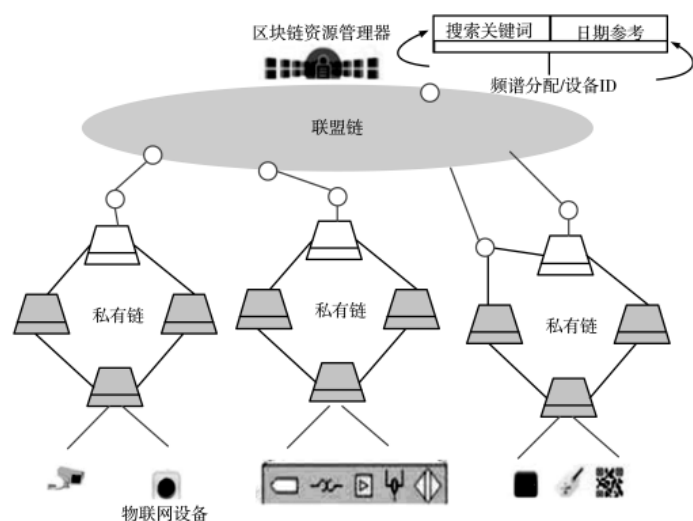 区块链资源管理器
搜索关键词
日期参考
频谱分配/设备ID
联盟链
私有链
私有链
私有链
物联网设备